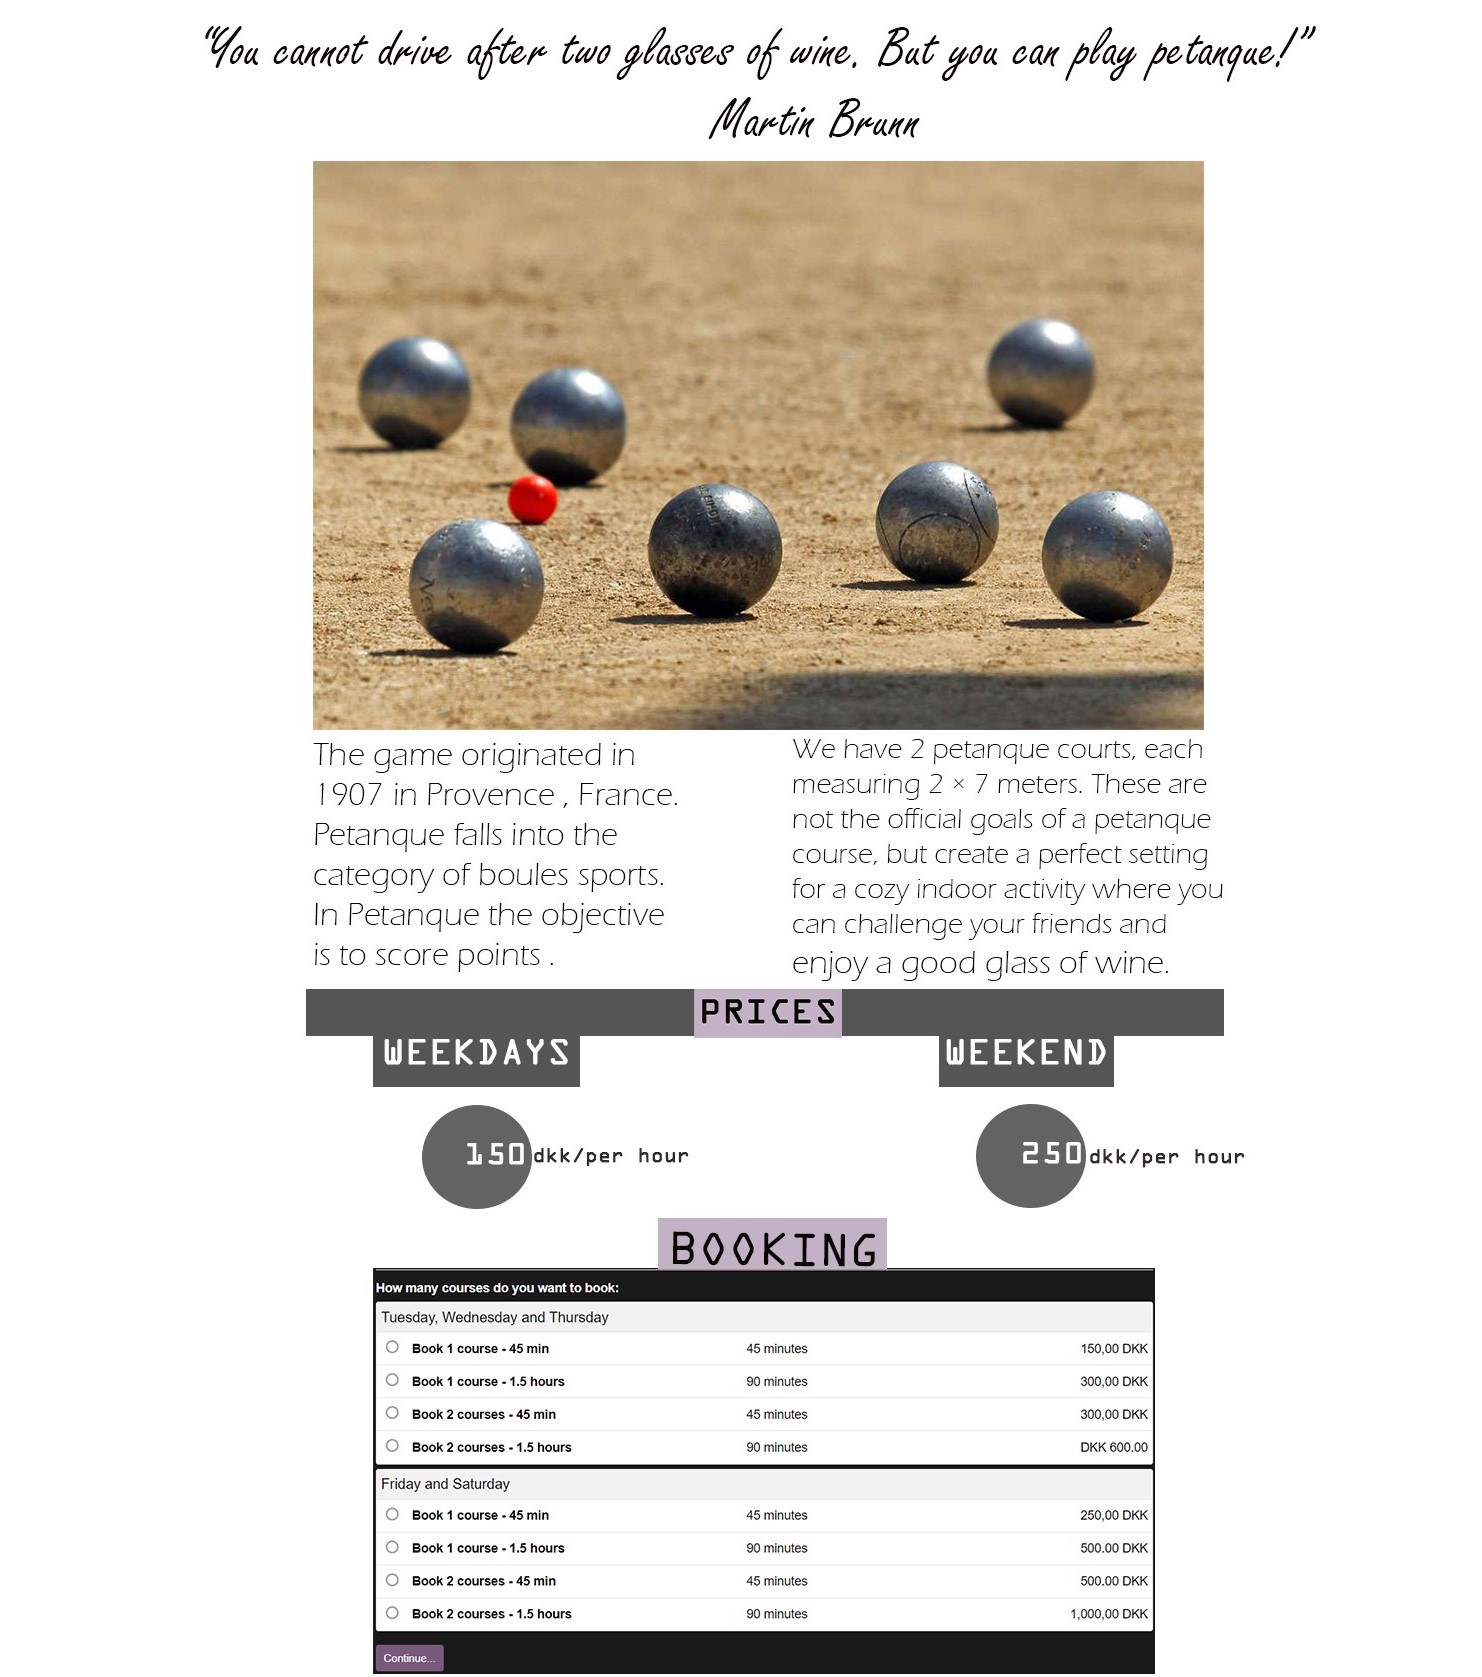 “You cannot drive after two glasses of wine. But you can play petanque!”
Martin Brunn
The game originated in
1907 in Provence , France.
Petanque falls into the
category of boules sports.
In Petanque the objective
is to score points .
We have 2 petanque courts, each
measuring 2 × 7 meters. These are
not the official goals of a petanque
course, but create a perfect setting
for a cozy indoor activity where you
can challenge your friends and
enjoy a good glass of wine.
PRICES
WEEKDAYS
WEEKEND
150 dkk/per hour
250 dkk/per hour
BOOKING
How many courses do you want to book:
Tuesday, Wednesday and Thursday
Book 1 course - 45 min 45 minutes 150,00 DKK
Book 1 course - 1.5 hours 90 minutes 300,00 DKK
Book 2 courses - 45 min 45 minutes 300,00 DKK
Book 2 courses - 1.5 hours 90 minutes DKK 600.00
Friday and Saturday
Book 1 course - 45 min 45 minutes 250,00 DKK
Book 1 course - 1.5 hours 90 minutes 500.00 DKK
Book 2 courses - 45 min 45 minutes 500.00 DKK
Book 2 courses - 1.5 hours 90 minutes 1,000,00 DKK
Continue...